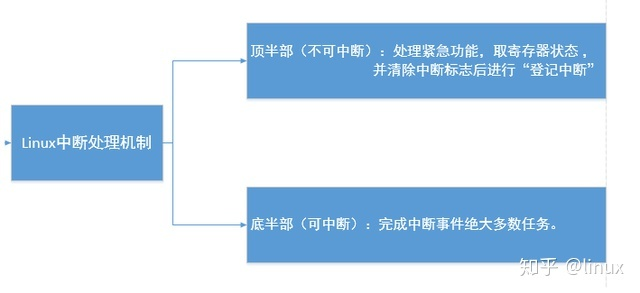 顶半部（不可中断）：处理紧急功能，取寄存器状态，
并清除中断标志后进行“登记中断”
Linux中断处理机制
底半部（可中断）：完成中断事件绝大多数任务。
知乎 @linux